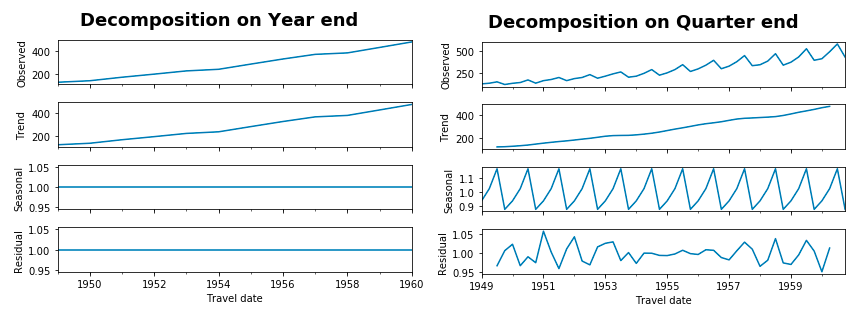 Decomposition on Year end
Observed
400
200
Trend
400
200
Seasonal
1.05
1.00
0.95
Residual
1.05
1.00
0.95
1950 1952 1954 1956 1958 1960
Travel date
Decomposition on Quarter end
Observed
500
250
Trend
400
200
Seasonal
1.1
1.0
0.9
Residual
1.05
1.00
0.95
1949 1951 1953 1955 1957 1959
Travel date